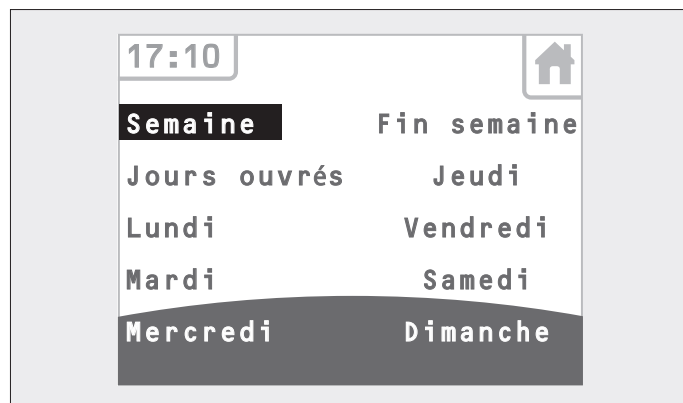 17:10
Semaine Fin semaine
Jours ouvrés Jeudi
Lundi Vendredi
Mardi Samedi
Mercredi Dimanche